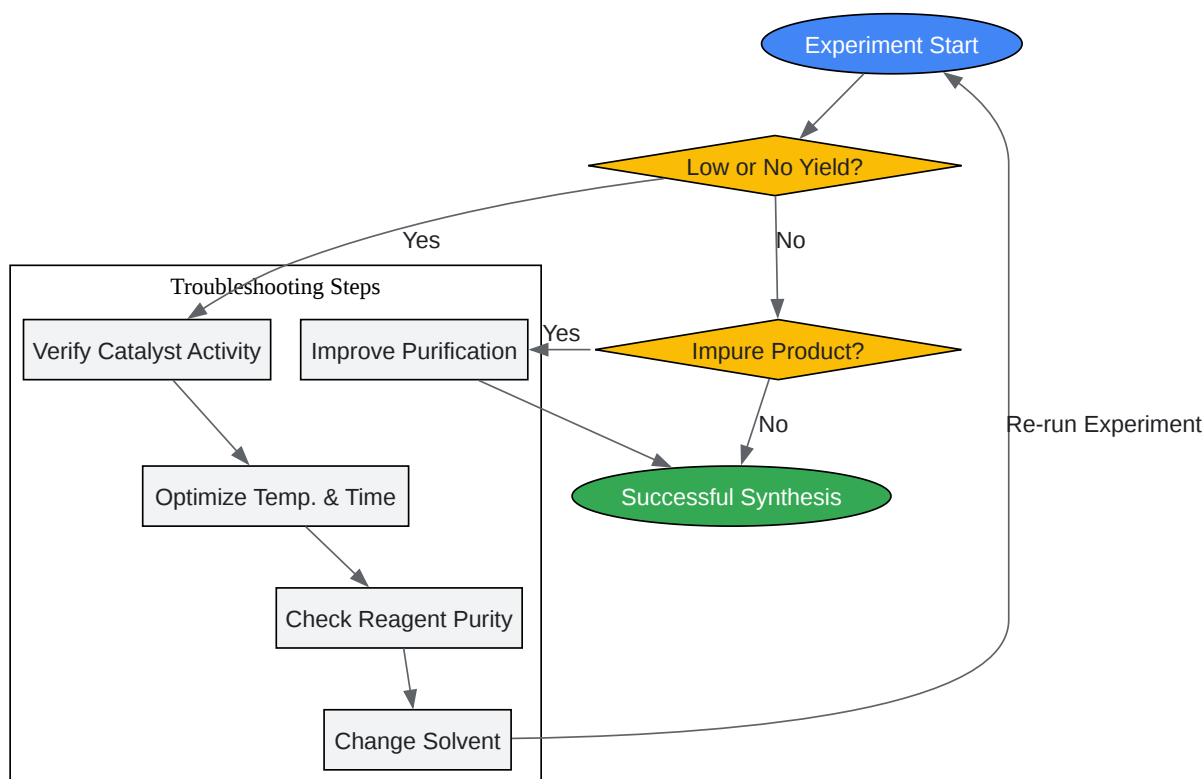 Experiment Start
Low or No Yield?
Yes
No
Troubleshooting Steps
Verify Catalyst Activity
Improve Purification
Yes
Impure Product?
Re-run Experiment
No
Optimize Temp. & Time
Successful Synthesis
Check Reagent Purity
Change Solvent